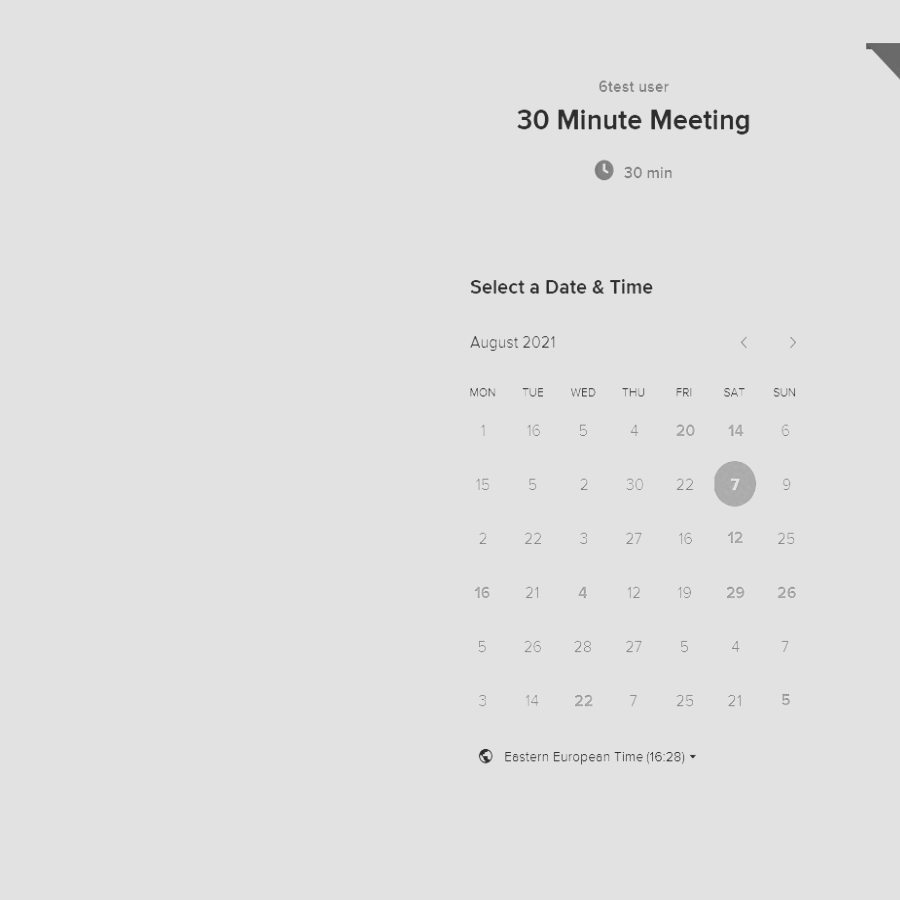 6test user
30 Minute Meeting
30 min
Select a Date & Time
August 2021
MON TUE WED THU FRI SAT SUN
1 16 5 4 20 14 6
15 5 2 30 22 7 9
2 22 3 27 16 12 25
16 21 4 12 19 29 26
5 26 28 27 5 4 7
3 14 22 7 25 21 5
Eastern European Time (16:28)